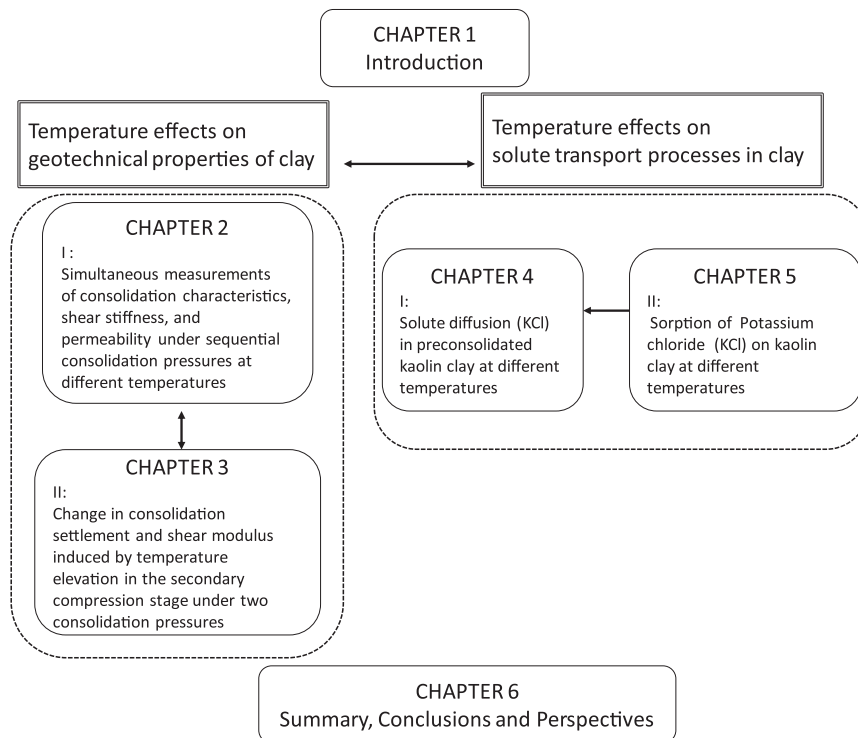 CHAPTER 1
Introduction
Temperature effects on
geotechnical properties of clay
Temperature effects on
solute transport processes in clay
CHAPTER 2
I :
Simultaneous measurements
of consolidation characteristics,
shear stiffness, and
permeability under sequential
consolidation pressures at
different temperatures
CHAPTER 3
II:
Change in consolidation
settlement and shear modulus
induced by temperature
elevation in the secondary
compression stage under two
consolidation pressures
CHAPTER 4
I:
Solute diffusion (KCl)
in preconsolidated
kaolin clay at different
temperatures
CHAPTER 5
II:
Sorption of Potassium
chloride (KCl) on kaolin
clay at different
temperatures
CHAPTER 6
Summary, Conclusions and Perspectives